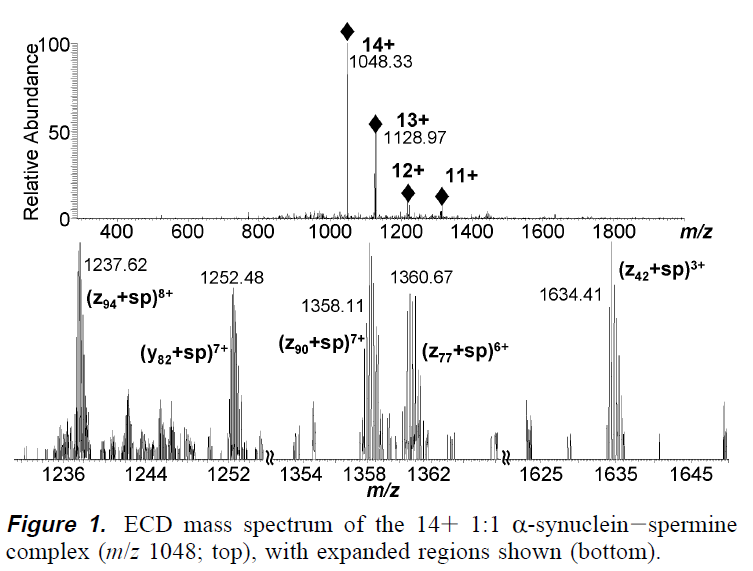 Relative Abundance
100
50
0
14+
1048.33
13+
1128.97
12+
11+
400 600 800 1000 1200 1400 1600 1800 m/z
1237.62
(z94+sp)8+
1252.48
(y82+sp)7+
1358.11
(z90+sp)7+
1360.67
(z77+sp)6+
1634.41
(z42+sp)3+
1236 1244 1252 1354 1358 1362 1625 1635 1645
m/z
Figure 1. ECD mass spectrum of the 14+ 1:1 α-synuclein−spermine
complex (m/z 1048; top), with expanded regions shown (bottom).